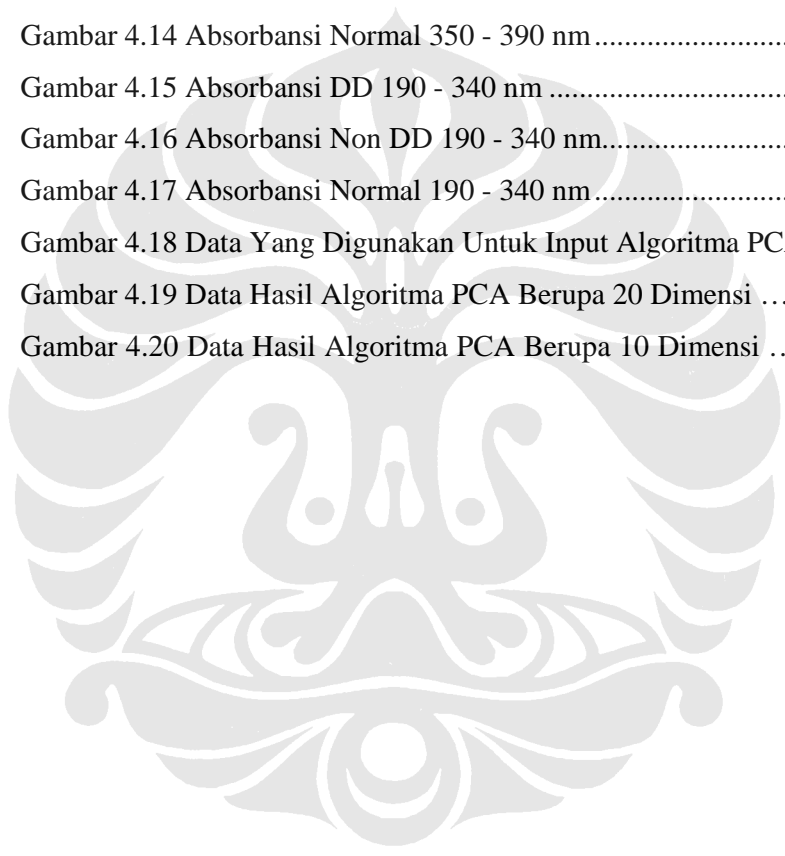 Gambar 4.14 Absorbansi Normal 350 - 390 nm ............................
Gambar 4.15 Absorbansi DD 190 - 340 nm ..................................
Gambar 4.16 Absorbansi Non DD 190 - 340 nm...........................
Gambar 4.17 Absorbansi Normal 190 - 340 nm ............................
Gambar 4.18 Data Yang Digunakan Untuk Input Algoritma
Gambar 4.19 Data Hasil Algoritma PCA Berupa 20 Dimensi …
Gambar 4.20 Data Hasil Algoritma PCA Berupa 10 Dimensi …